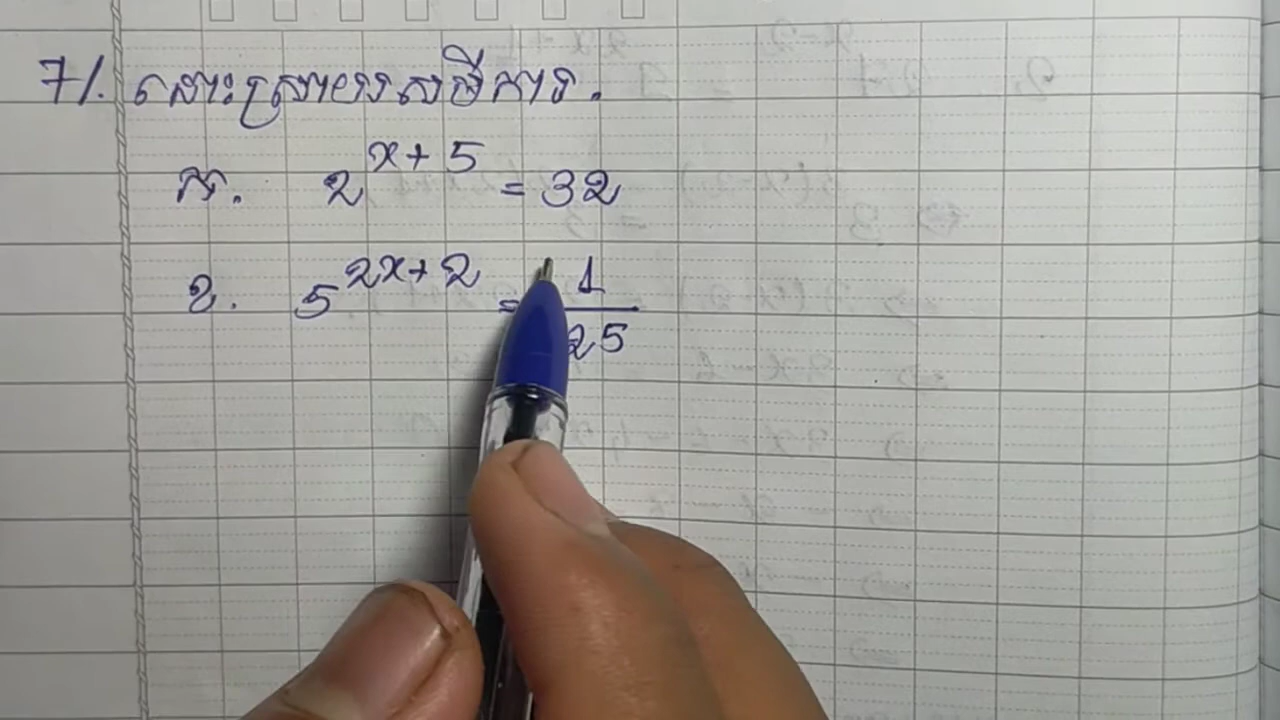 7/. ដោះស្រាយសមីការ.
ក. 2^{x+5} = 32
ខ. 5^{2x+2} = \frac{1}{25}